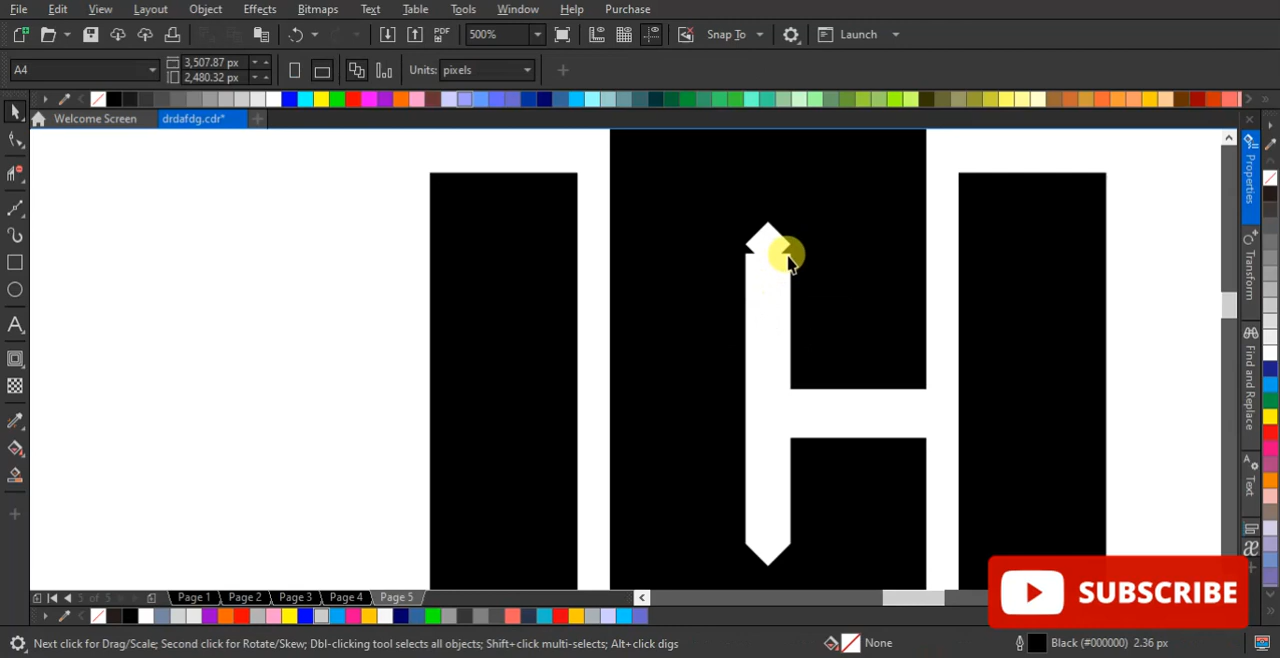 File Edit View Layout Object Effects Bitmaps Text Table Tools Window Help Purchase
PDF 500% Snap To Launch
A4 3,507.87 px 2,480.32 px Units: pixels
Welcome Screen drdafdg.cdr*
Properties
Transform
Find and Replace
Text
SUBSCRIBE
5 of 5 Page 1 Page 2 Page 3 Page 4 Page 5
Next click for Drag/Scale; Second click for Rotate/Skew; Dbl-clicking tool selects all objects; Shift+click multi-selects; Alt+click digs None Black (#000000) 2.36 px